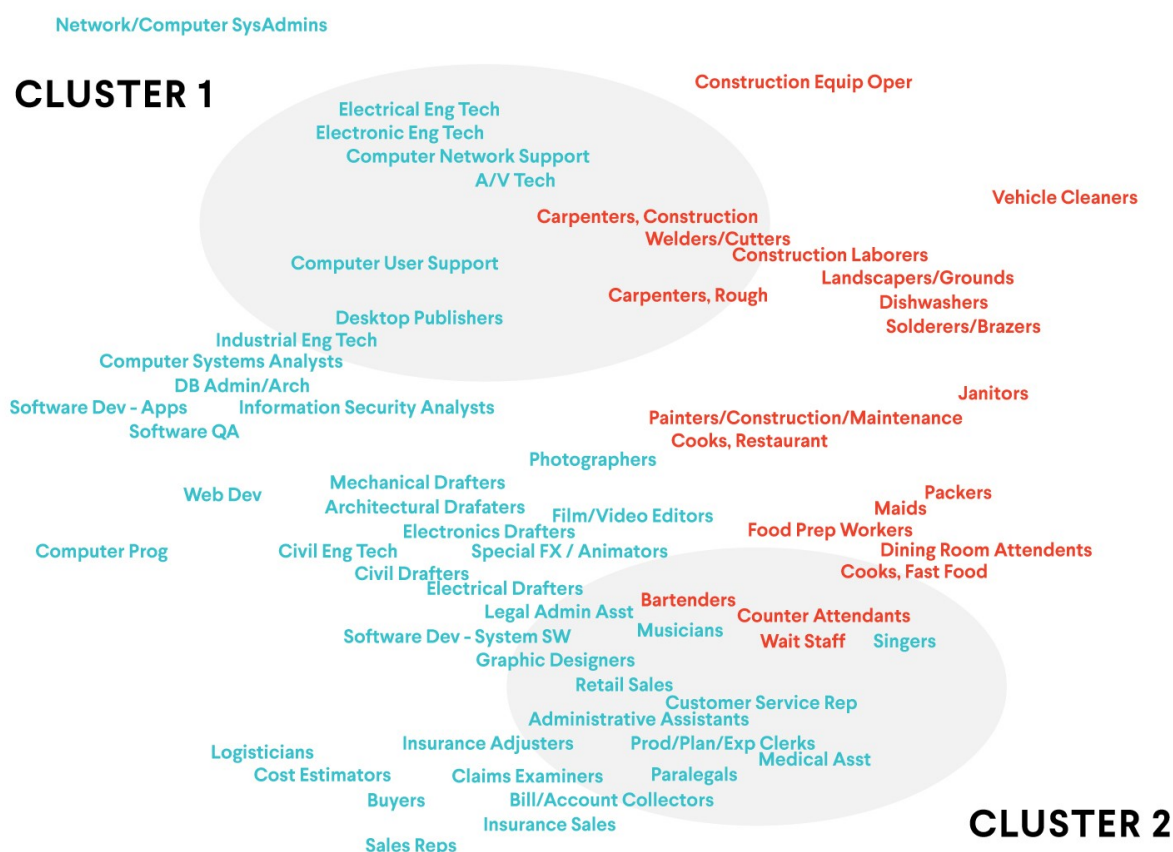 Network/Computer SysAdmins
Construction Equip Oper
CLUSTER 1
Electrical Eng Tech
Electronic Eng Tech
Computer Network Support
A/V Tech
Vehicle Cleaners
Carpenters, Construction
Welders/Cutters
Construction Laborers
Computer User Support
Landscapers/Grounds
Carpenters, Rough
Dishwashers
Desktop Publishers
Solderers/Brazers
Industrial Eng Tech
Computer Systems Analysts
DB Admin/Arch
Janitors
Software Dev - Apps
Information Security Analysts
Painters/Construction/Maintenance
Software QA
Cooks, Restaurant
Photographers
Mechanical Drafters
Web Dev
Packers
Architectural Drafaters
Maids
Film/Video Editors
Electronics Drafters
Food Prep Workers
Computer Prog
Civil Eng Tech
Special FX / Animators
Dining Room Attendents
Civil Drafters
Cooks, Fast Food
Electrical Drafters
Bartenders
Legal Admin Asst
Counter Attendants
Musicians
Software Dev - System SW
Wait Staff
Singers
Graphic Designers
Retail Sales
Customer Service Rep
Administrative Assistants
Insurance Adjusters
Prod/Plan/Exp Clerks
Logisticians
Medical Asst
Cost Estimators
Claims Examiners
Paralegals
Buyers
Bill/Account Collectors
Insurance Sales
CLUSTER 2
Sales Reps